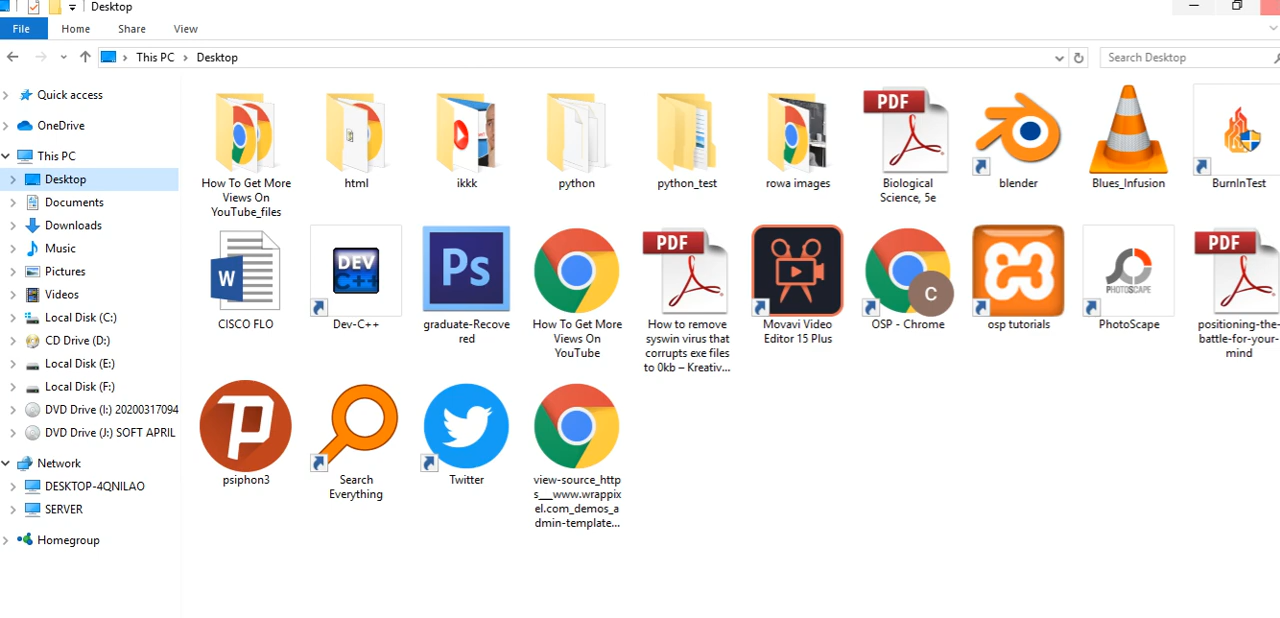 Desktop
File Home Share View
This PC Desktop Search Desktop
Quick access
OneDrive
This PC
Desktop
Documents
Downloads
Music
Pictures
Videos
Local Disk (C:)
CD Drive (D:)
Local Disk (E:)
Local Disk (F:)
DVD Drive (I:) 20200317094
DVD Drive (J:) SOFT APRIL
Network
DESKTOP-4QNILAO
SERVER
Homegroup
How To Get More
Views On
YouTube_files
html
ikkk
python
python_test
rowa images
PDF
Biological
Science, 5e
blender
Blues_Infusion
BurnInTest
W
CISCO FLO
DEV
C++
Dev-C++
Ps
graduate-Recove
red
How To Get More
Views On
YouTube
PDF
How to remove
syswin virus that
corrupts exe files
to 0kb – Kreativ...
Movavi Video
Editor 15 Plus
C
OSP - Chrome
osp tutorials
PHOTOSCAPE
PhotoScape
PDF
positioning-the-
battle-for-your-
mind
P
psiphon3
Search
Everything
Twitter
view-source_http
s__www.wrappix
el.com_demos_a
dmin-template...